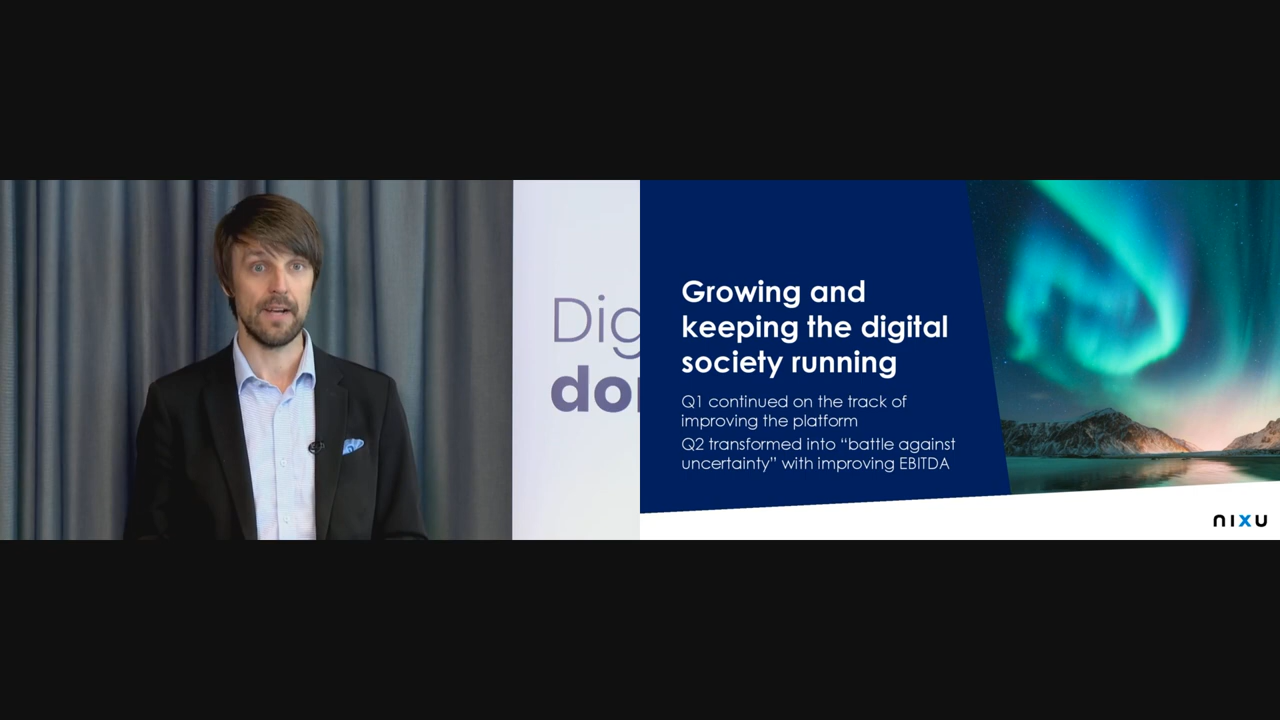 Dig
do
Growing and
keeping the digital
society running
Q1 continued on the track of
improving the platform
Q2 transformed into “battle against
uncertainty” with improving EBITDA
nixu